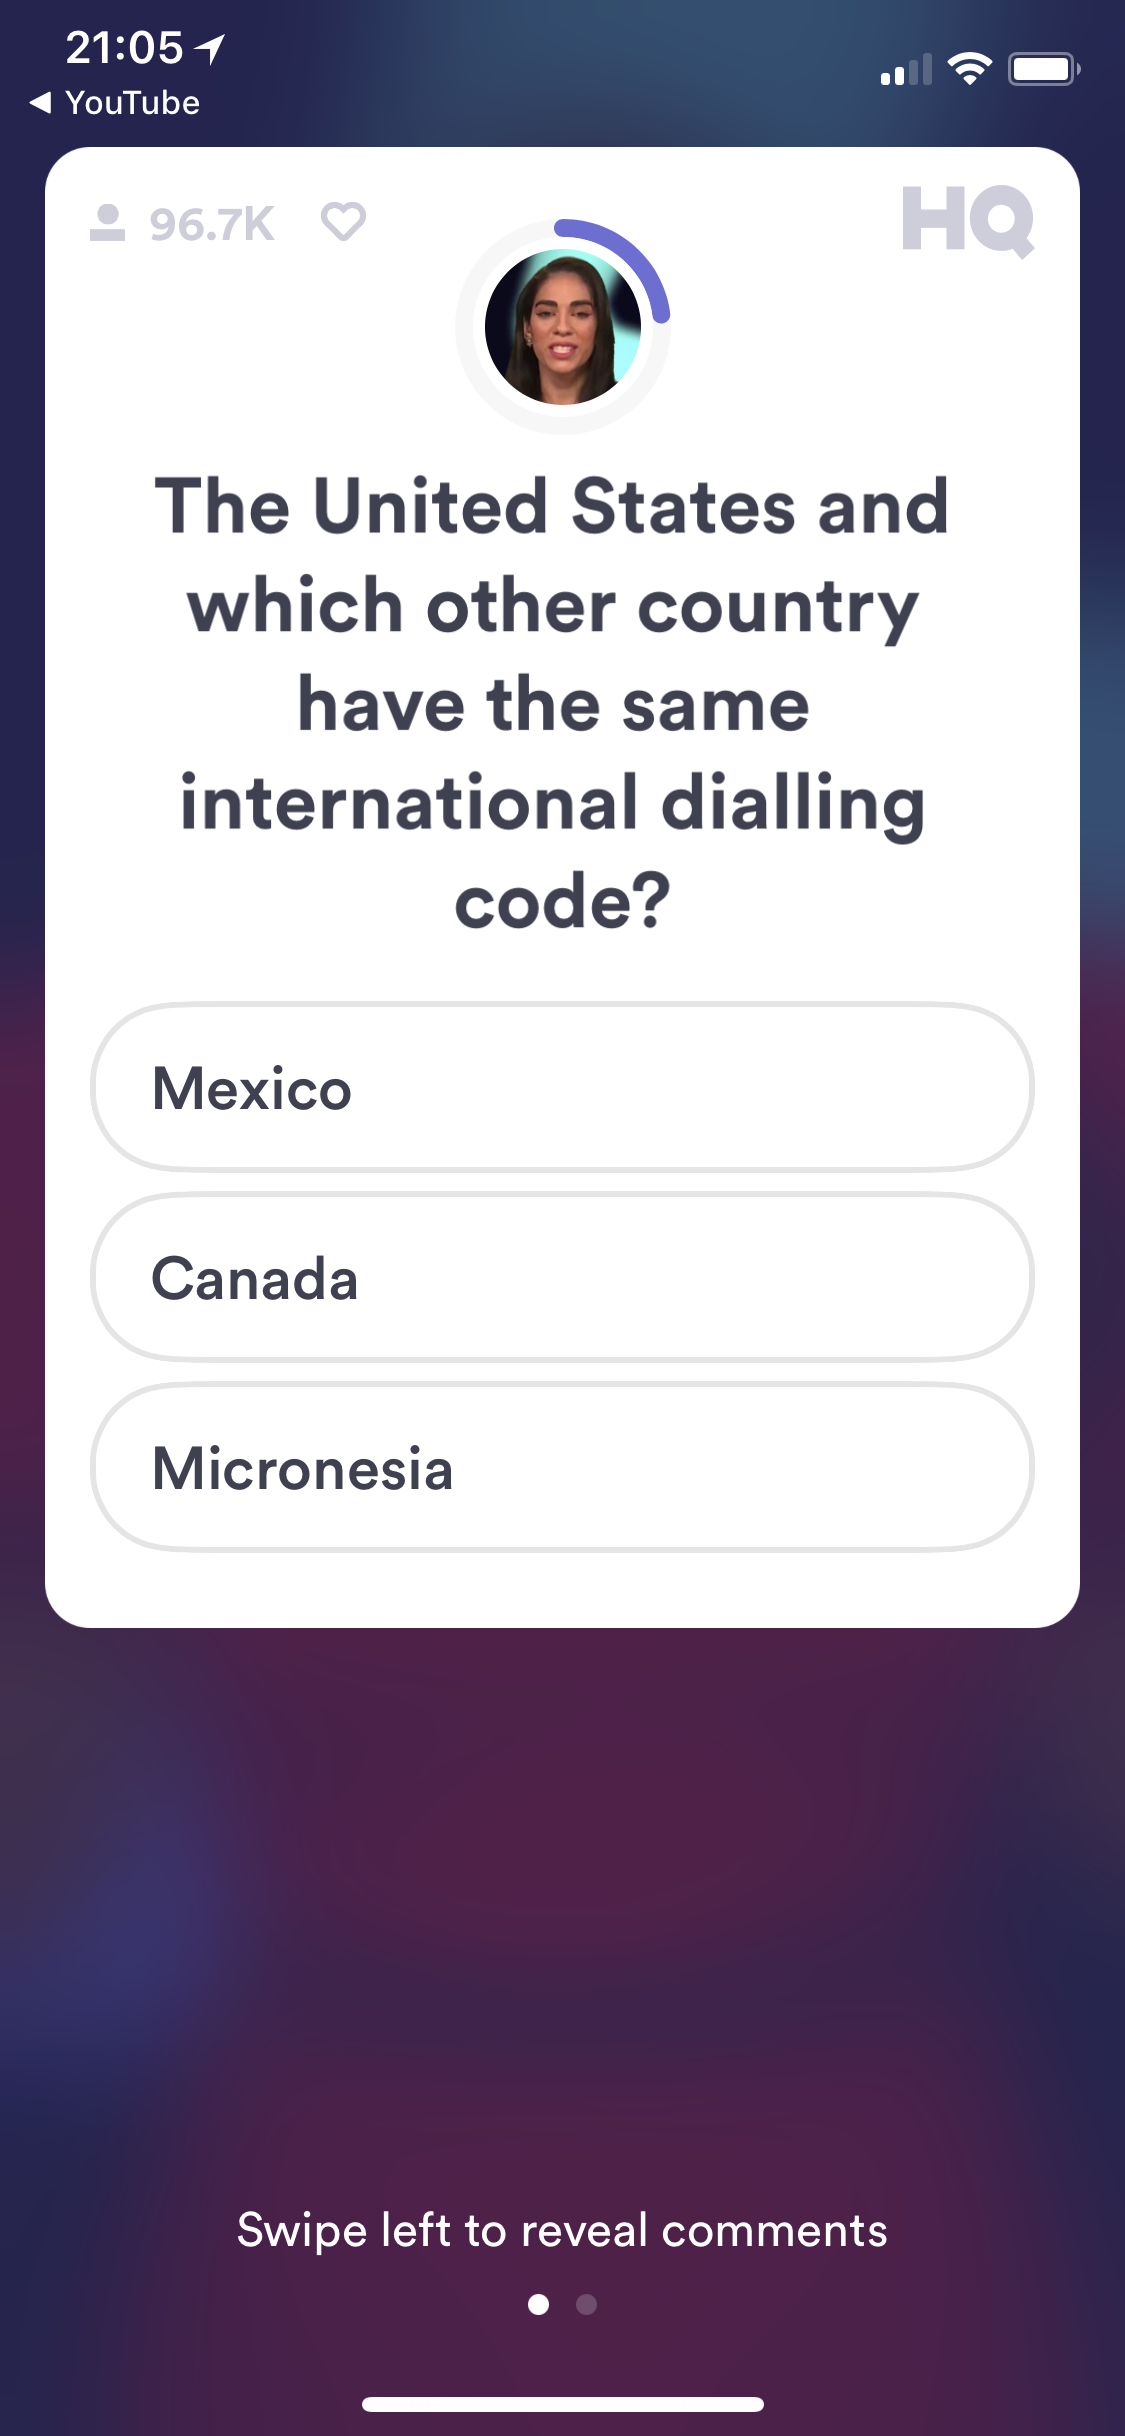 21:05
◀ YouTube
96.7K
HQ
The United States and
which other country
have the same
international dialling
code?
Mexico
Canada
Micronesia
Swipe left to reveal comments